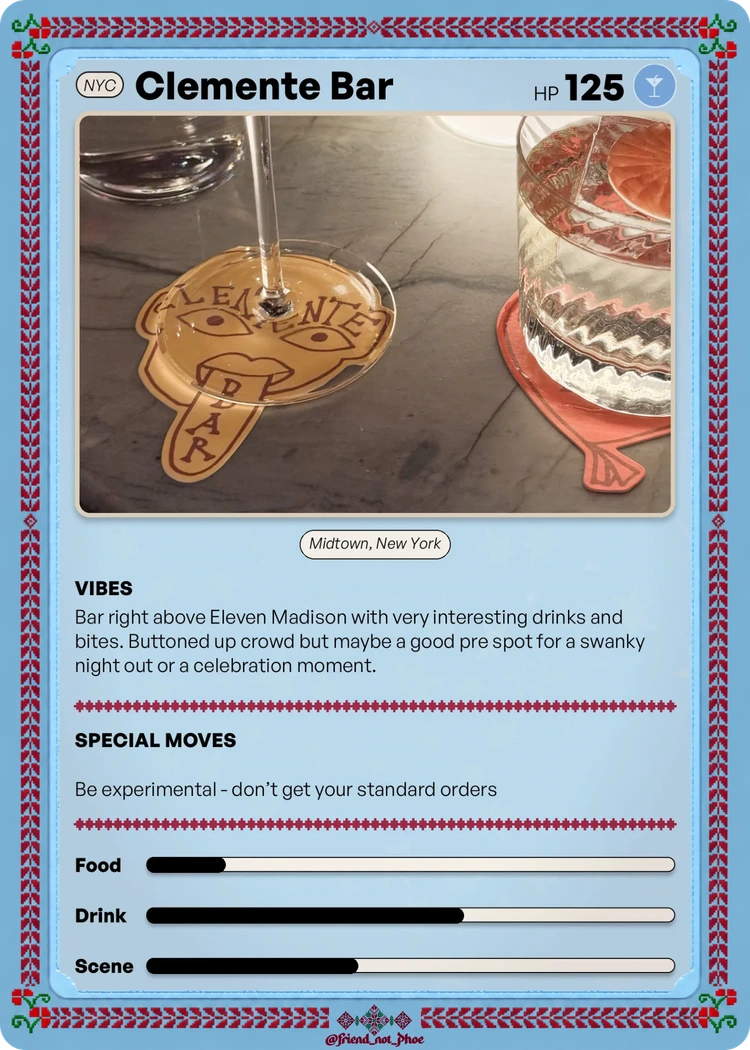 NYC
Clemente Bar
HP 125
CLEMENTE
BAR
Midtown, New York
VIBES
Bar right above Eleven Madison with very interesting drinks and
bites. Buttoned up crowd but maybe a good pre spot for a swanky
night out or a celebration moment.
SPECIAL MOVES
Be experimental - don’t get your standard orders
Food
Drink
Scene
@friend_not_Phoe